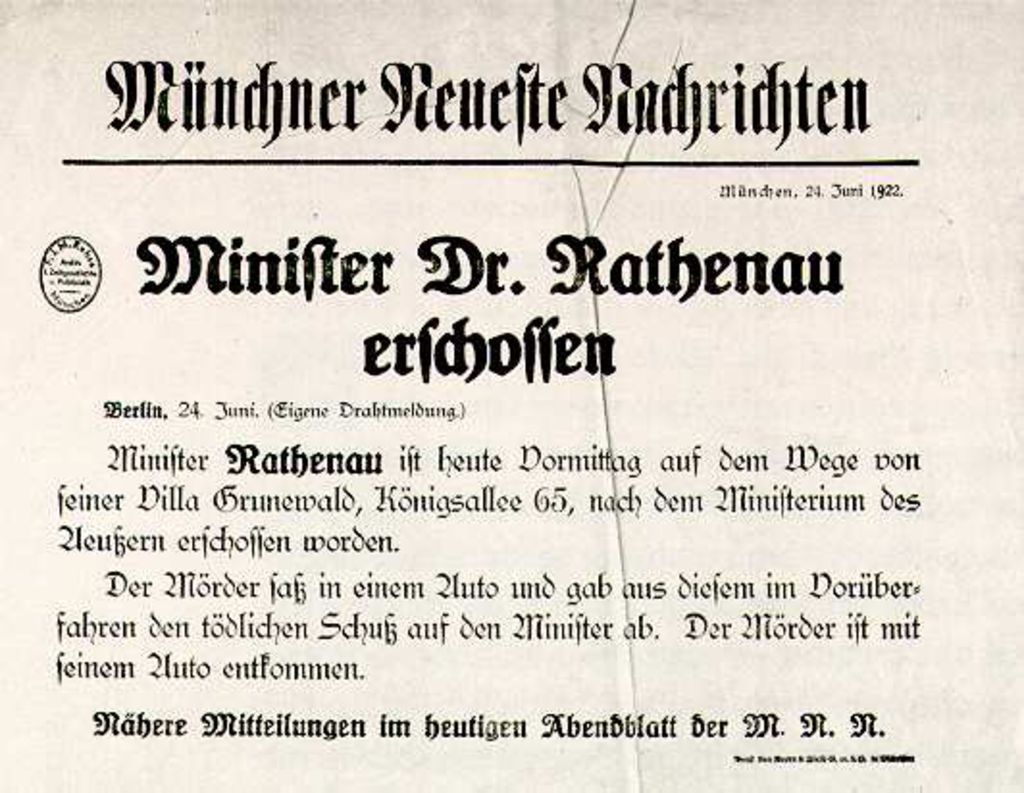 Münchner Neueste Nachrichten
München, 24. Juni 1922.
Minister Dr. Rathenau
erschossen
Berlin, 24. Juni. (Eigene Drahtmeldung.)
Minister Rathenau ist heute Vormittag auf dem Wege von
seiner Villa Grunewald, Königsallee 65, nach dem Ministerium des
Aeußern erschossen worden.
Der Mörder saß in einem Auto und gab aus diesem im Vorüber-
fahren den tödlichen Schuß auf den Minister ab. Der Mörder ist mit
seinem Auto entkommen.
Nähere Mitteilungen im heutigen Abendblatt der M. N. N.